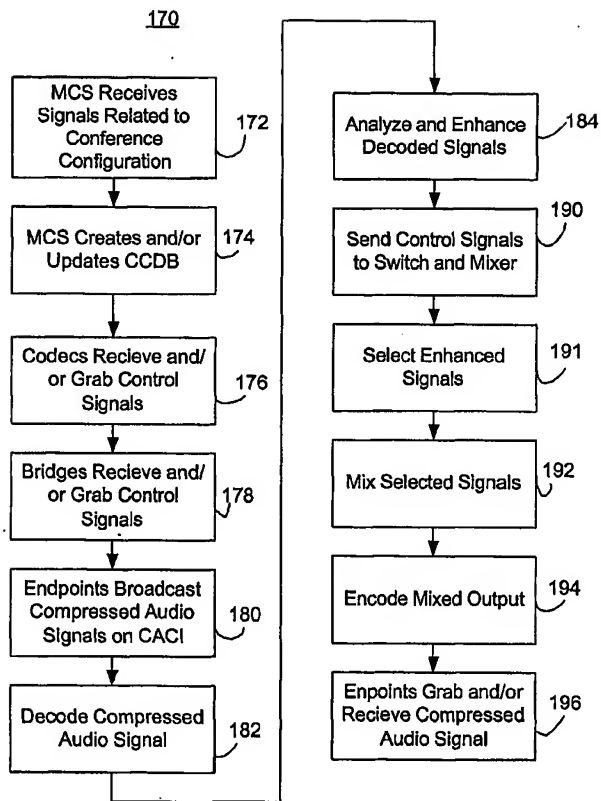 170
MCS Receives
Signals Related to
Conference
Configuration
172
MCS Creates and/or
Updates CCDB
174
Codecs Recieve and/
or Grab Control
Signals
176
Bridges Recieve and/
or Grab Control
Signals
178
Endpoints Broadcast
Compressed Audio
Signals on CACI
180
Decode Compressed
Audio Signal
182
Analyze and Enhance
Decoded Signals
184
Send Control Signals
to Switch and Mixer
190
Select Enhanced
Signals
191
Mix Selected Signals
192
Encode Mixed Output
194
Enpoints Grab and/or
Recieve Compressed
Audio Signal
196